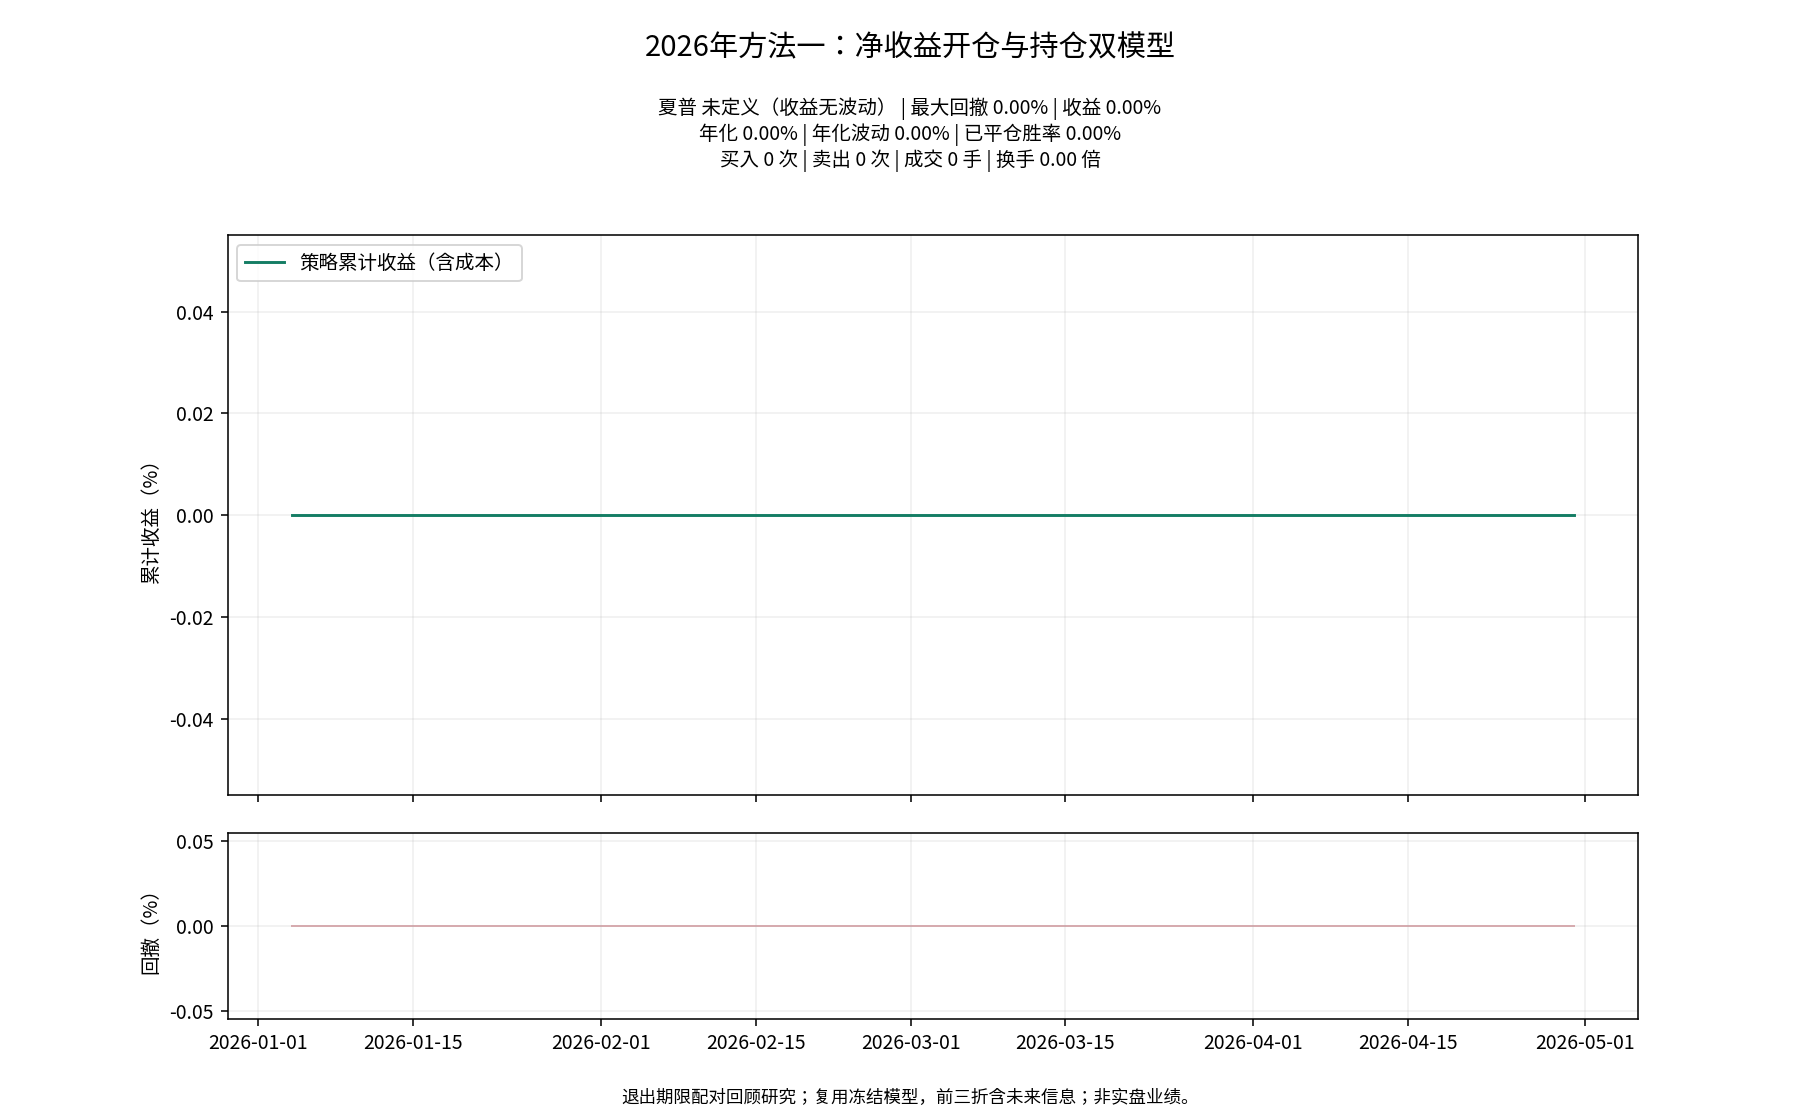 2026年方法一：净收益开仓与持仓双模型
夏普 未定义（收益无波动） | 最大回撤 0.00% | 收益 0.00%
年化 0.00% | 年化波动 0.00% | 已平仓胜率 0.00%
买入 0 次 | 卖出 0 次 | 成交 0 手 | 换手 0.00 倍
策略累计收益（含成本）
累计收益（%）
0.04
0.02
0.00
-0.02
-0.04
回撤（%）
0.05
0.00
-0.05
2026-01-01 2026-01-15 2026-02-01 2026-02-15 2026-03-01 2026-03-15 2026-04-01 2026-04-15 2026-05-01
退出期限配对回顾研究；复用冻结模型，前三折含未来信息；非实盘业绩。